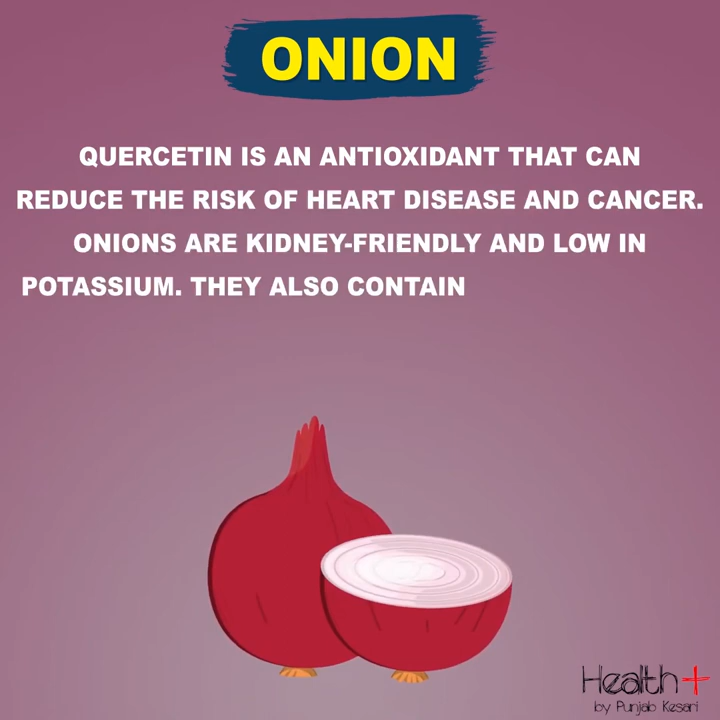 ONION
QUERCETIN IS AN ANTIOXIDANT THAT CAN
REDUCE THE RISK OF HEART DISEASE AND CANCER.
ONIONS ARE KIDNEY-FRIENDLY AND LOW IN
POTASSIUM. THEY ALSO CONTAIN
Health+
by Punjab Kesari